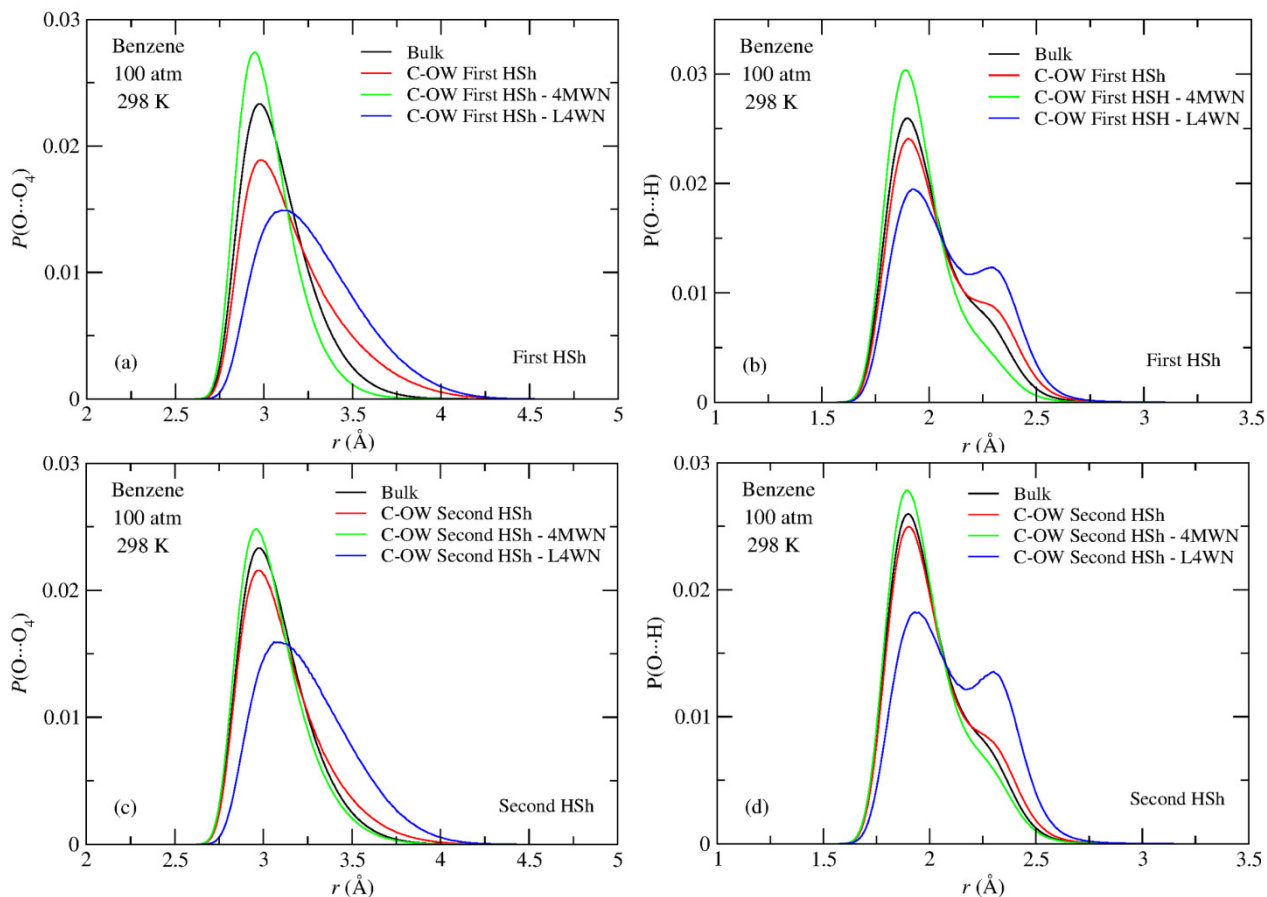 0.03
0.02
0.01
0
P(O···O₄)
Benzene
100 atm
298 K
Bulk
C-OW First HSh
C-OW First HSh - 4MWN
C-OW First HSh - L4WN
(a)
First HSh
2 2.5 3 3.5 4 4.5 5
r (Å)
0.03
0.02
0.01
0
P(O···H)
Benzene
100 atm
298 K
Bulk
C-OW First HSh
C-OW First HSH - 4MWN
C-OW First HSH - L4WN
(b)
First HSh
1 1.5 2 2.5 3 3.5
r (Å)
0.03
0.02
0.01
0
P(O···O₄)
Benzene
100 atm
298 K
Bulk
C-OW Second HSh
C-OW Second HSh - 4MWN
C-OW Second HSh - L4WN
(c)
Second HSh
2 2.5 3 3.5 4 4.5 5
r (Å)
0.03
0.02
0.01
0
P(O···H)
Benzene
100 atm
298 K
Bulk
C-OW Second HSh
C-OW Second HSh - 4MWN
C-OW Second HSh - L4WN
(d)
Second HSh
1 1.5 2 2.5 3 3.5
r (Å)